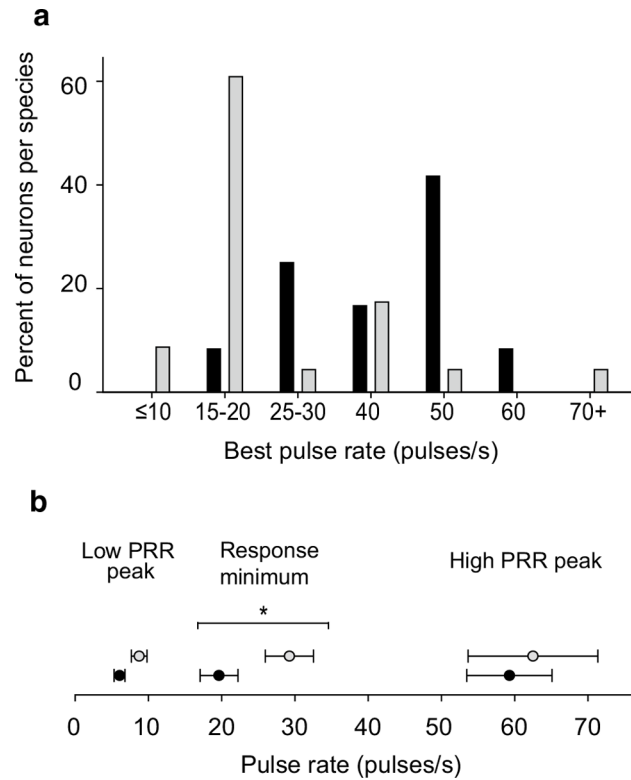 a
Percent of neurons per species
60
40
20
0
≤10 15-20 25-30 40 50 60 70+
Best pulse rate (pulses/s)
b
Low PRR
peak
Response
minimum
High PRR peak
*
0 10 20 30 40 50 60 70
Pulse rate (pulses/s)